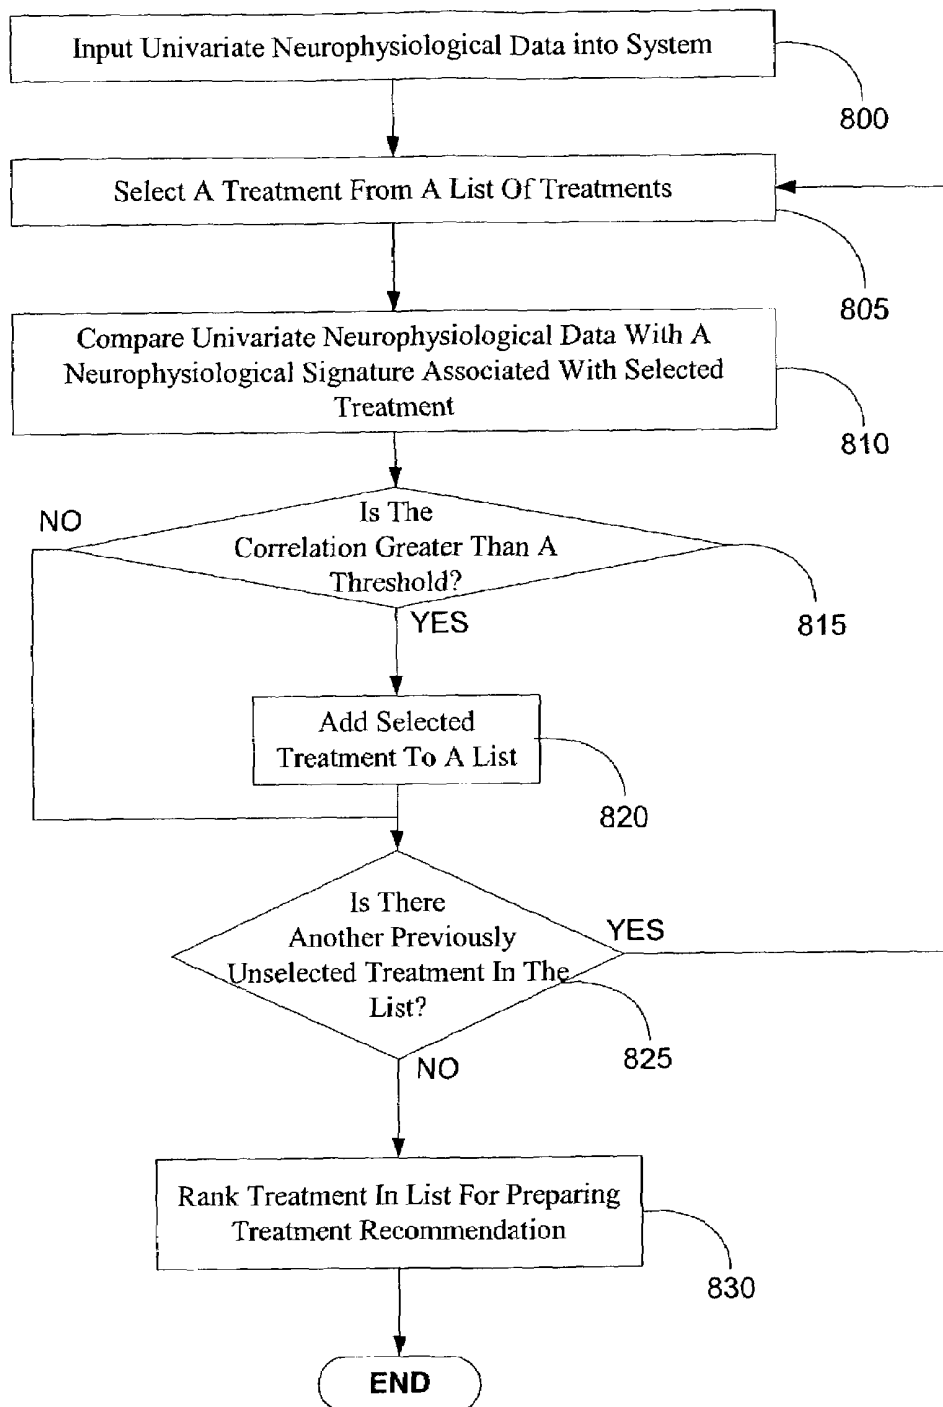 Input Univariate Neurophysiological Data into System
800
Select A Treatment From A List Of Treatments
805
Compare Univariate Neurophysiological Data With A
Neurophysiological Signature Associated With Selected
Treatment
810
NO
Is The
Correlation Greater Than A
Threshold?
815
YES
Add Selected
Treatment To A List
820
Is There
Another Previously
Unselected Treatment In The
List?
YES
825
NO
Rank Treatment In List For Preparing
Treatment Recommendation
830
END